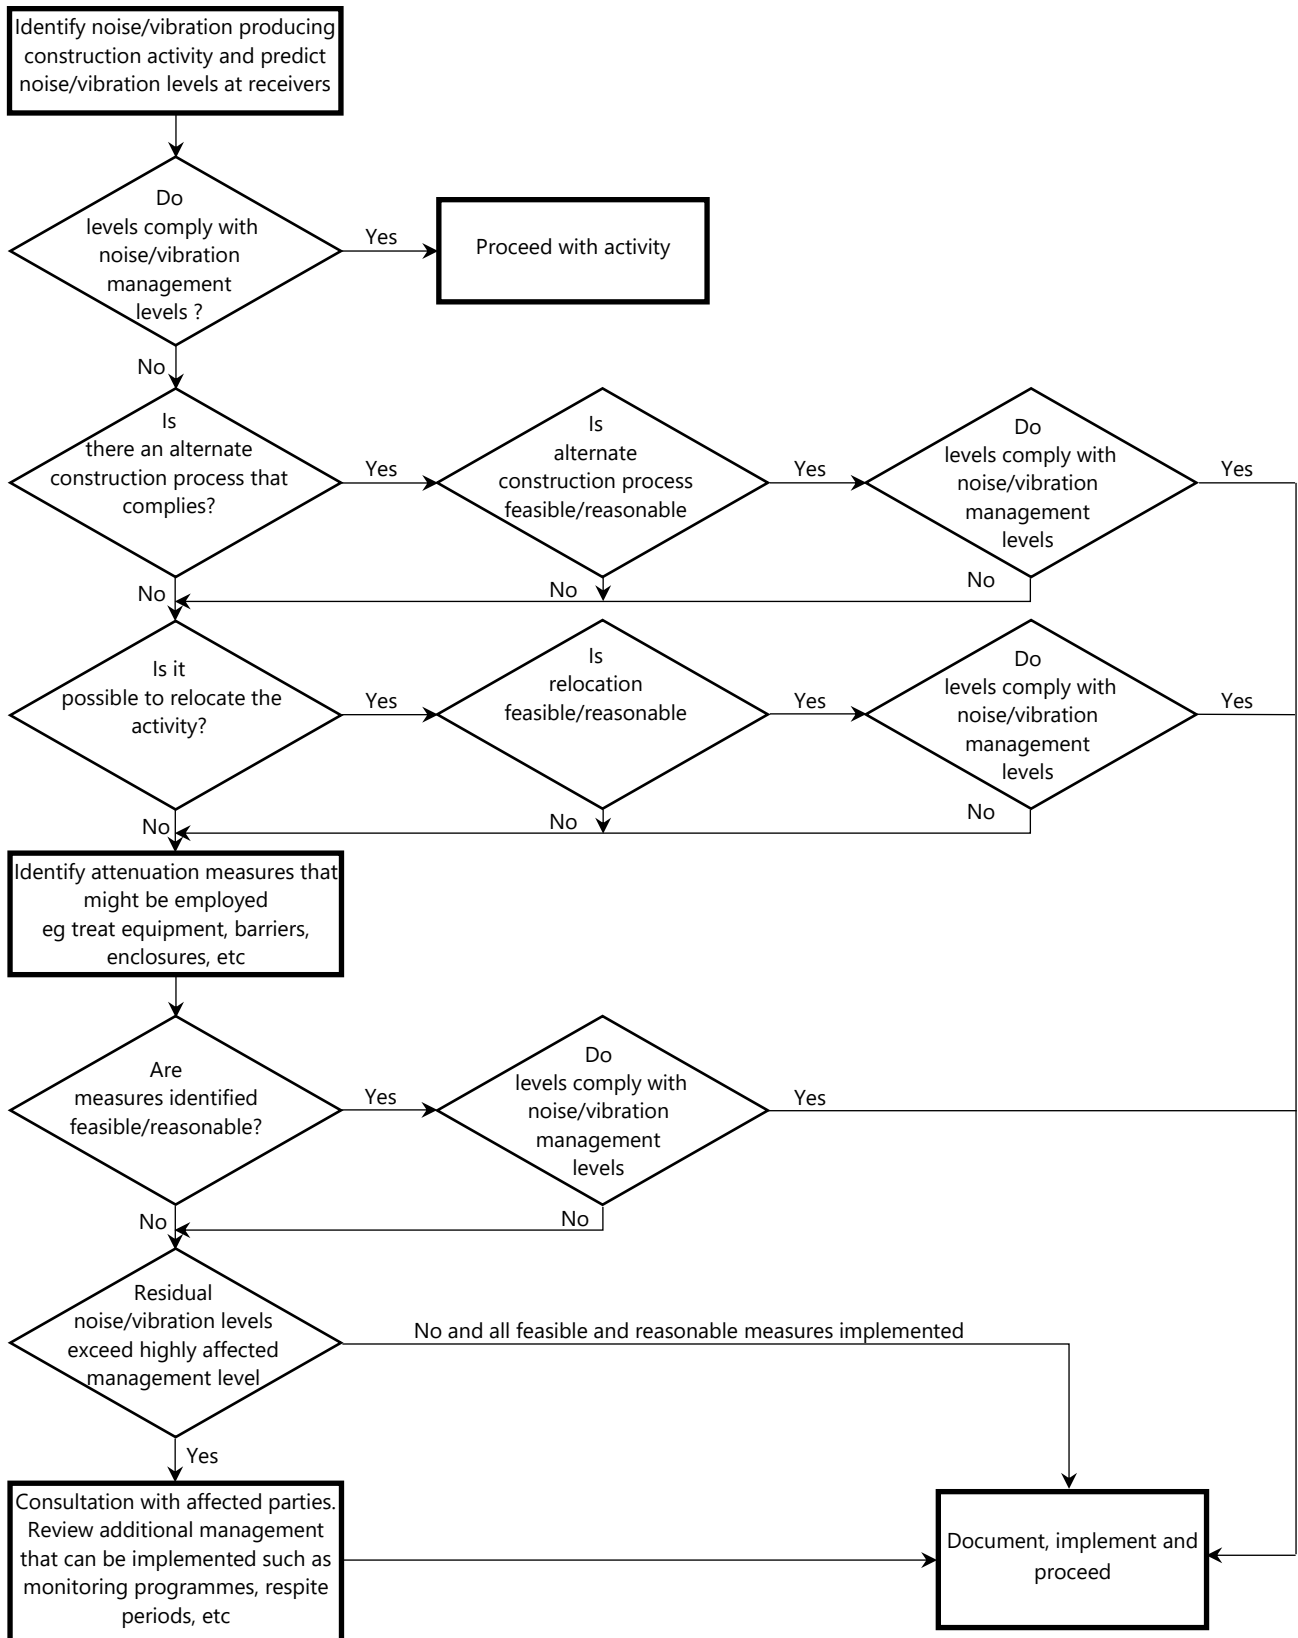 Identify noise/vibration producing
construction activity and predict
noise/vibration levels at receivers
Do
levels comply with
noise/vibration
management
levels ?
Yes
Proceed with activity
No
Is
there an alternate
construction process that
complies?
Yes
Is
alternate
construction process
feasible/reasonable
Yes
Do
levels comply with
noise/vibration
management
levels
Yes
No
No
No
Is it
possible to relocate the
activity?
Yes
Is
relocation
feasible/reasonable
Yes
Do
levels comply with
noise/vibration
management
levels
Yes
No
No
No
Identify attenuation measures that
might be employed
eg treat equipment, barriers,
enclosures, etc
Are
measures identified
feasible/reasonable?
Yes
Do
levels comply with
noise/vibration
management
levels
Yes
No
No
Residual
noise/vibration levels
exceed highly affected
management level
No and all feasible and reasonable measures implemented
Yes
Consultation with affected parties.
Review additional management
that can be implemented such as
monitoring programmes, respite
periods, etc
Document, implement and
proceed